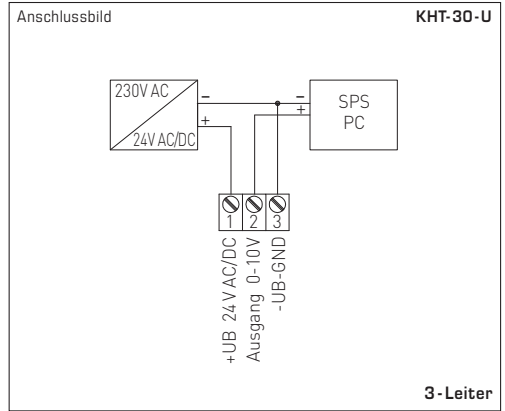 Anschlussbild KHT-30-U
230V AC
24V AC/DC
–
+
–
+
SPS
PC
1 2 3
+UB 24 V AC/DC
Ausgang 0-10V
-UB-GND
3-Leiter